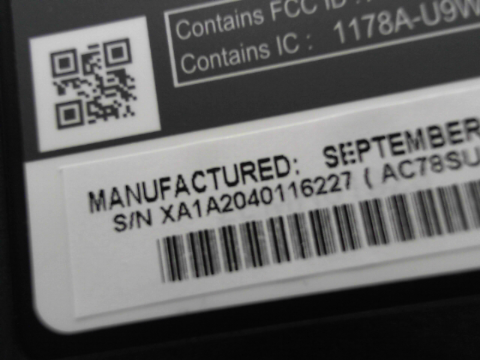 Contains FCC ID :
Contains IC : 1178A-U9W
MANUFACTURED: SEPTEMBER
S/N XA1A2040116227 ( AC78SU